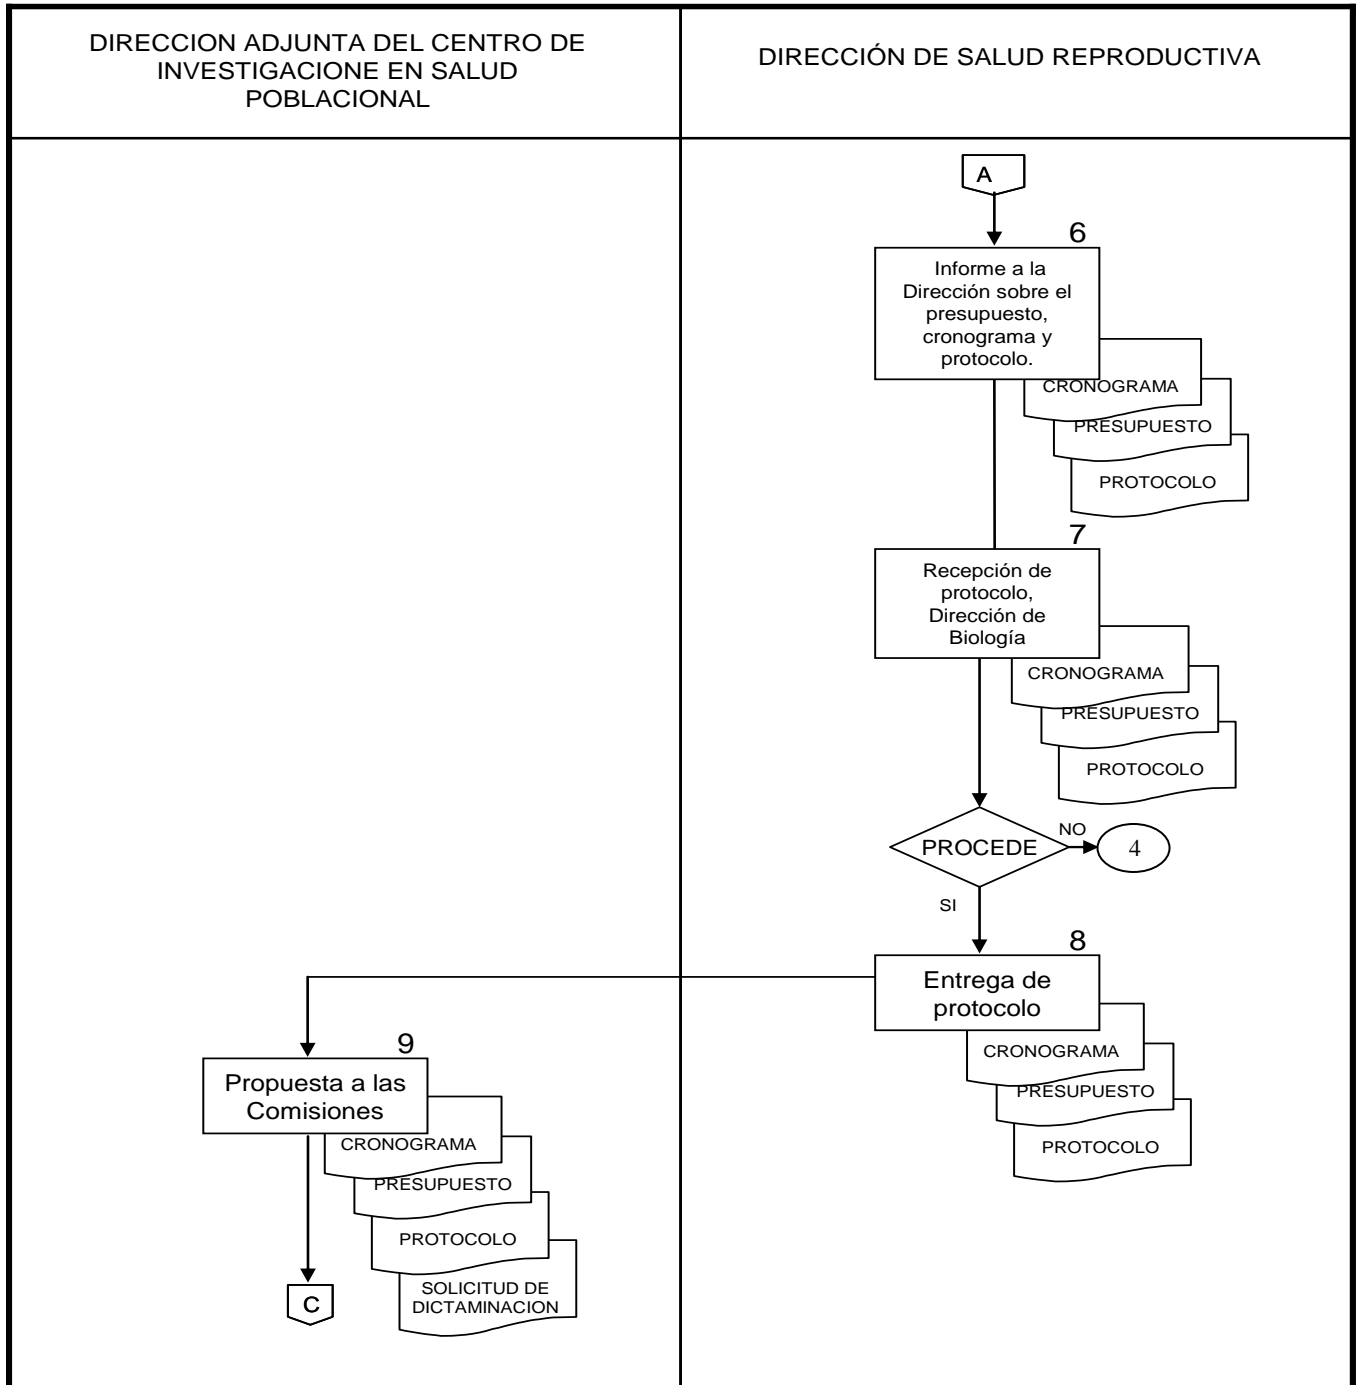 DIRECCION ADJUNTA DEL CENTRO DE
INVESTIGACIONE EN SALUD
POBLACIONAL
DIRECCIÓN DE SALUD REPRODUCTIVA
A
6
Informe a la
Dirección sobre el
presupuesto,
cronograma y
protocolo.
CRONOGRAMA
PRESUPUESTO
PROTOCOLO
7
Recepción de
protocolo,
Dirección de
Biología
CRONOGRAMA
PRESUPUESTO
PROTOCOLO
PROCEDE
NO
4
SI
8
Entrega de
protocolo
CRONOGRAMA
PRESUPUESTO
PROTOCOLO
9
Propuesta a las
Comisiones
CRONOGRAMA
PRESUPUESTO
PROTOCOLO
SOLICITUD DE
DICTAMINACION
C